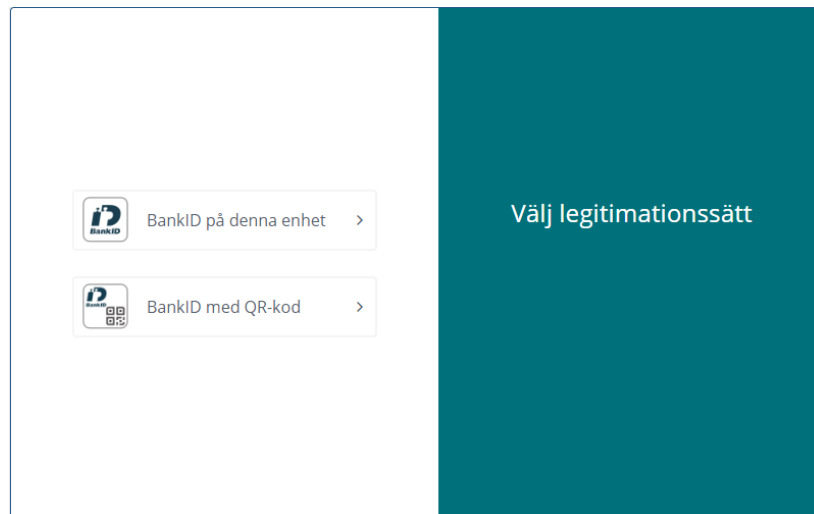 BankID
BankID på denna enhet
BankID
BankID med QR-kod
Välj legitimationssätt